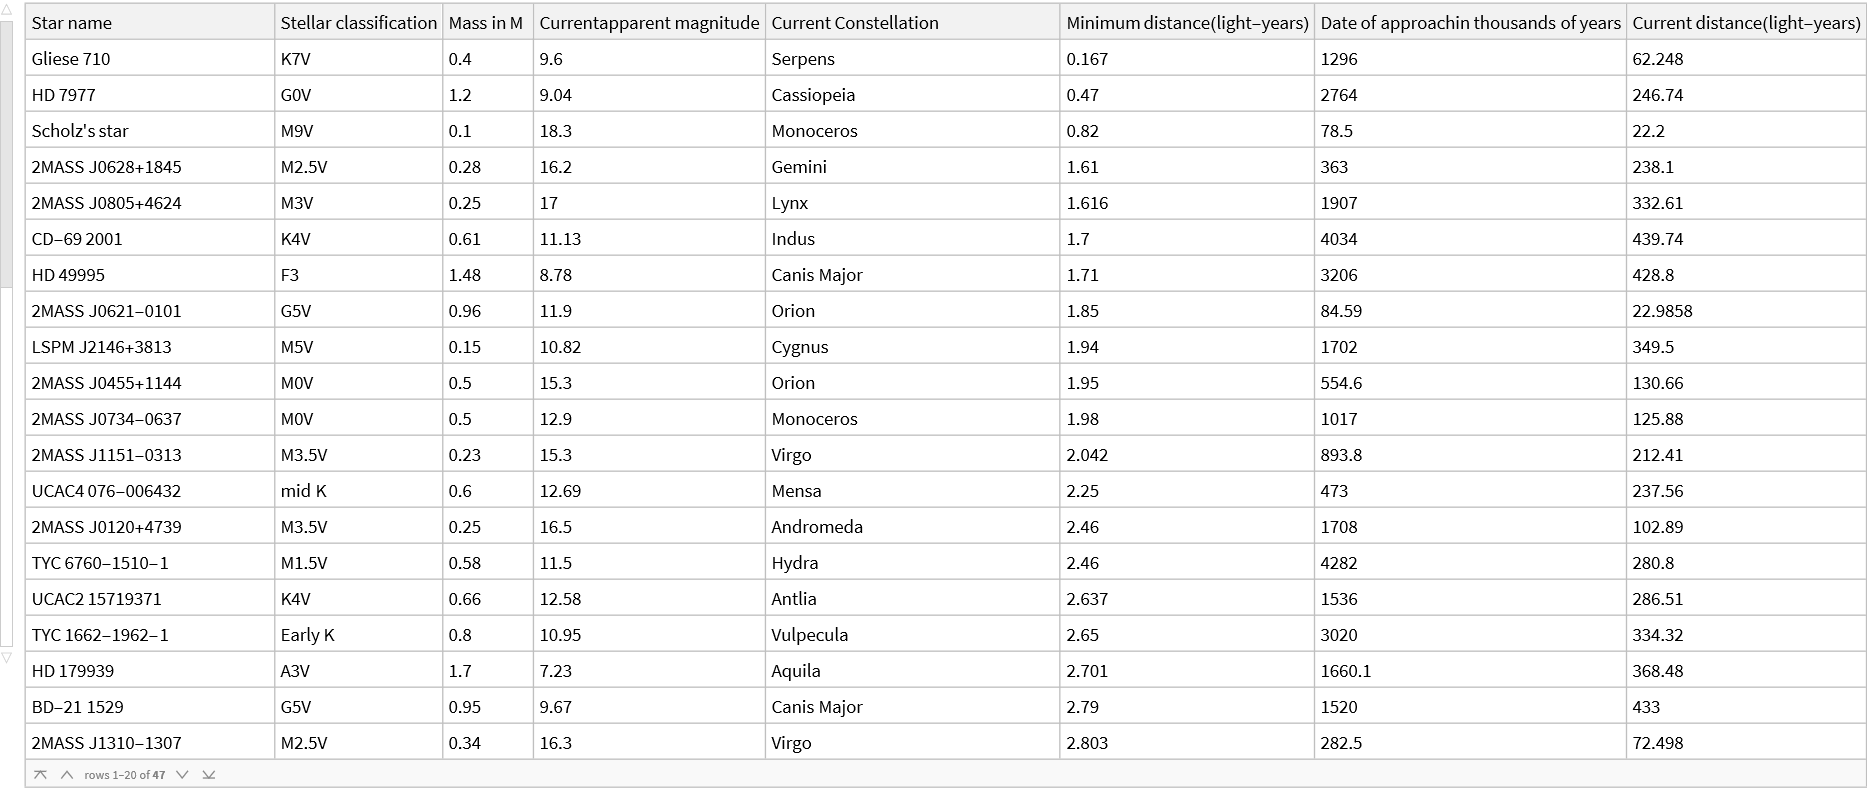 Star name Stellar classification Mass in M Currentapparent magnitude Current Constellation Minimum distance(light–years) Date of approachin thousands of years Current distance(light–years)
Gliese 710 K7V 0.4 9.6 Serpens 0.167 1296 62.248
HD 7977 G0V 1.2 9.04 Cassiopeia 0.47 2764 246.74
Scholz's star M9V 0.1 18.3 Monoceros 0.82 78.5 22.2
2MASS J0628+1845 M2.5V 0.28 16.2 Gemini 1.61 363 238.1
2MASS J0805+4624 M3V 0.25 17 Lynx 1.616 1907 332.61
CD–69 2001 K4V 0.61 11.13 Indus 1.7 4034 439.74
HD 49995 F3 1.48 8.78 Canis Major 1.71 3206 428.8
2MASS J0621–0101 G5V 0.96 11.9 Orion 1.85 84.59 22.9858
LSPM J2146+3813 M5V 0.15 10.82 Cygnus 1.94 1702 349.5
2MASS J0455+1144 M0V 0.5 15.3 Orion 1.95 554.6 130.66
2MASS J0734–0637 M0V 0.5 12.9 Monoceros 1.98 1017 125.88
2MASS J1151–0313 M3.5V 0.23 15.3 Virgo 2.042 893.8 212.41
UCAC4 076–006432 mid K 0.6 12.69 Mensa 2.25 473 237.56
2MASS J0120+4739 M3.5V 0.25 16.5 Andromeda 2.46 1708 102.89
TYC 6760–1510–1 M1.5V 0.58 11.5 Hydra 2.46 4282 280.8
UCAC2 15719371 K4V 0.66 12.58 Antlia 2.637 1536 286.51
TYC 1662–1962–1 Early K 0.8 10.95 Vulpecula 2.65 3020 334.32
HD 179939 A3V 1.7 7.23 Aquila 2.701 1660.1 368.48
BD–21 1529 G5V 0.95 9.67 Canis Major 2.79 1520 433
2MASS J1310–1307 M2.5V 0.34 16.3 Virgo 2.803 282.5 72.498
rows 1–20 of 47